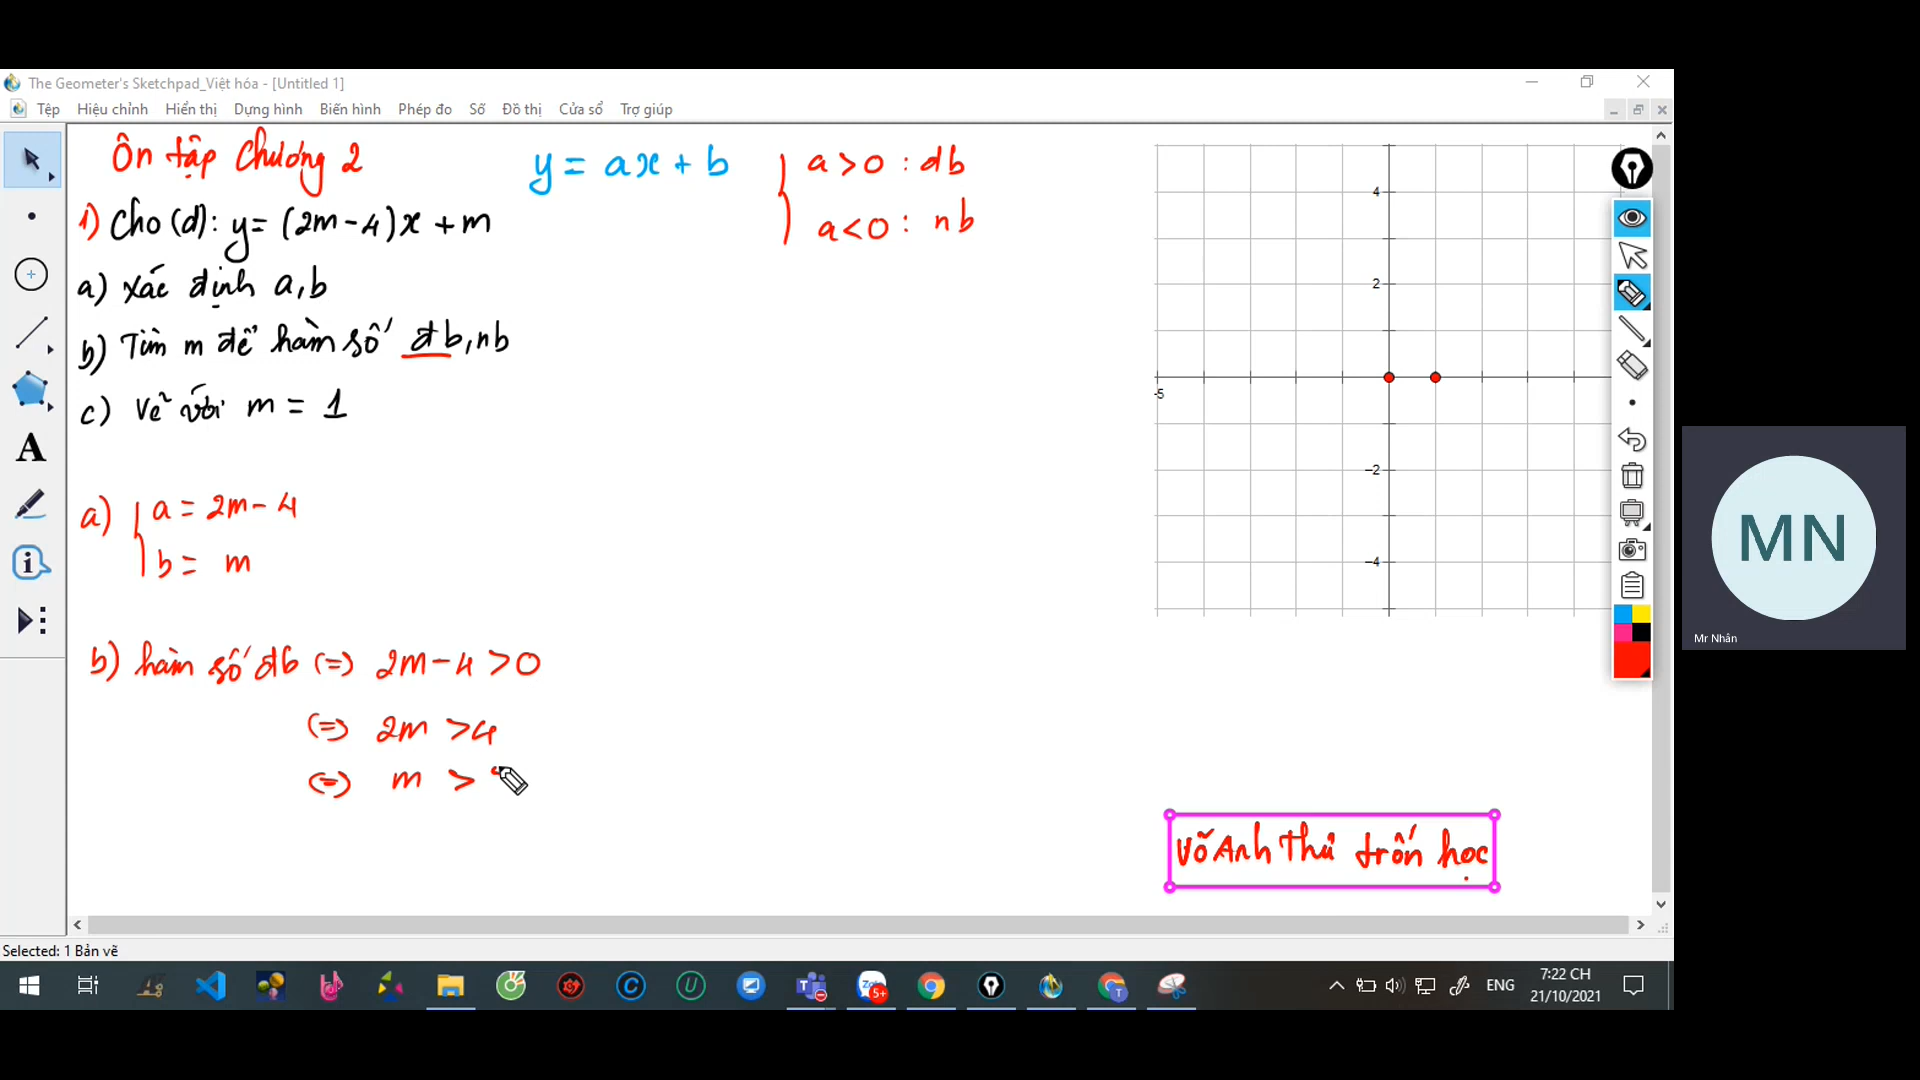 The Geometer's Sketchpad_Việt hóa - [Untitled 1]
Tệp Hiệu chỉnh Hiển thị Dựng hình Biến hình Phép đo Số Đồ thị Cửa sổ Trợ giúp
Ôn tập Chương 2
y = ax + b
a > 0 : đb
a < 0 : nb
1) Cho (d): y = (2m - 4)x + m
a) Xác định a, b
b) Tìm m để hàm số đb, nb
c) Vẽ với m = 1
a) a = 2m - 4
b = m
b) hàm số đb (=) 2m - 4 > 0
(=) 2m > 4
(=) m >
4
2
-5
-2
-4
A
Võ Anh Thư trốn học
MN
Mr Nhân
Selected: 1 Bản vẽ
5+
T
ENG
7:22 CH
21/10/2021